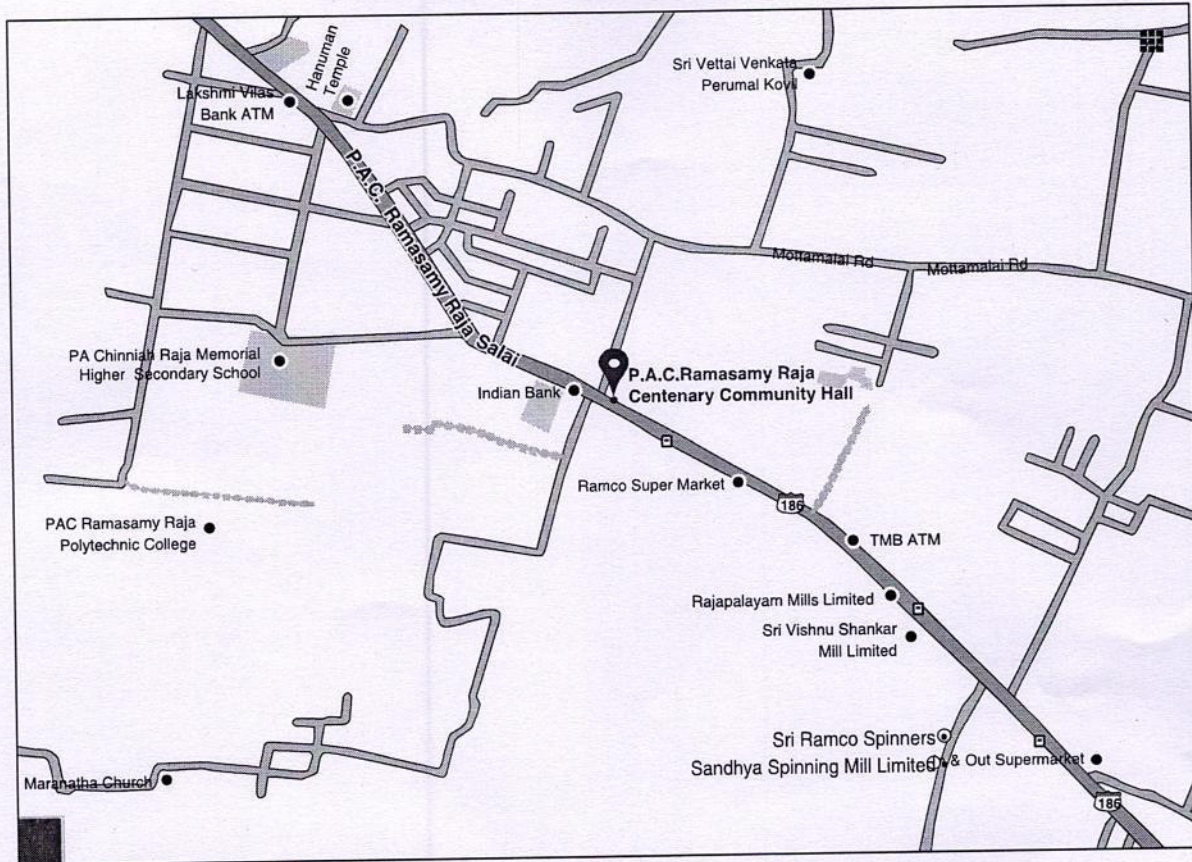 Hanuman
Temple
Lakshmi Vilas
Bank ATM
Sri Vettai Venkata
Perumal Kovil
P.A.C. Ramasamy Raja Salai
Mottamalai Rd
Mottamalai Rd
PA Chinniah Raja Memorial
Higher Secondary School
Indian Bank
P.A.C.Ramasamy Raja
Centenary Community Hall
Ramco Super Market
186
PAC Ramasamy Raja
Polytechnic College
TMB ATM
Rajapalayam Mills Limited
Sri Vishnu Shankar
Mill Limited
Sri Ramco Spinners
Sandhya Spinning Mill Limited
& Out Supermarket
Maranatha Church
186